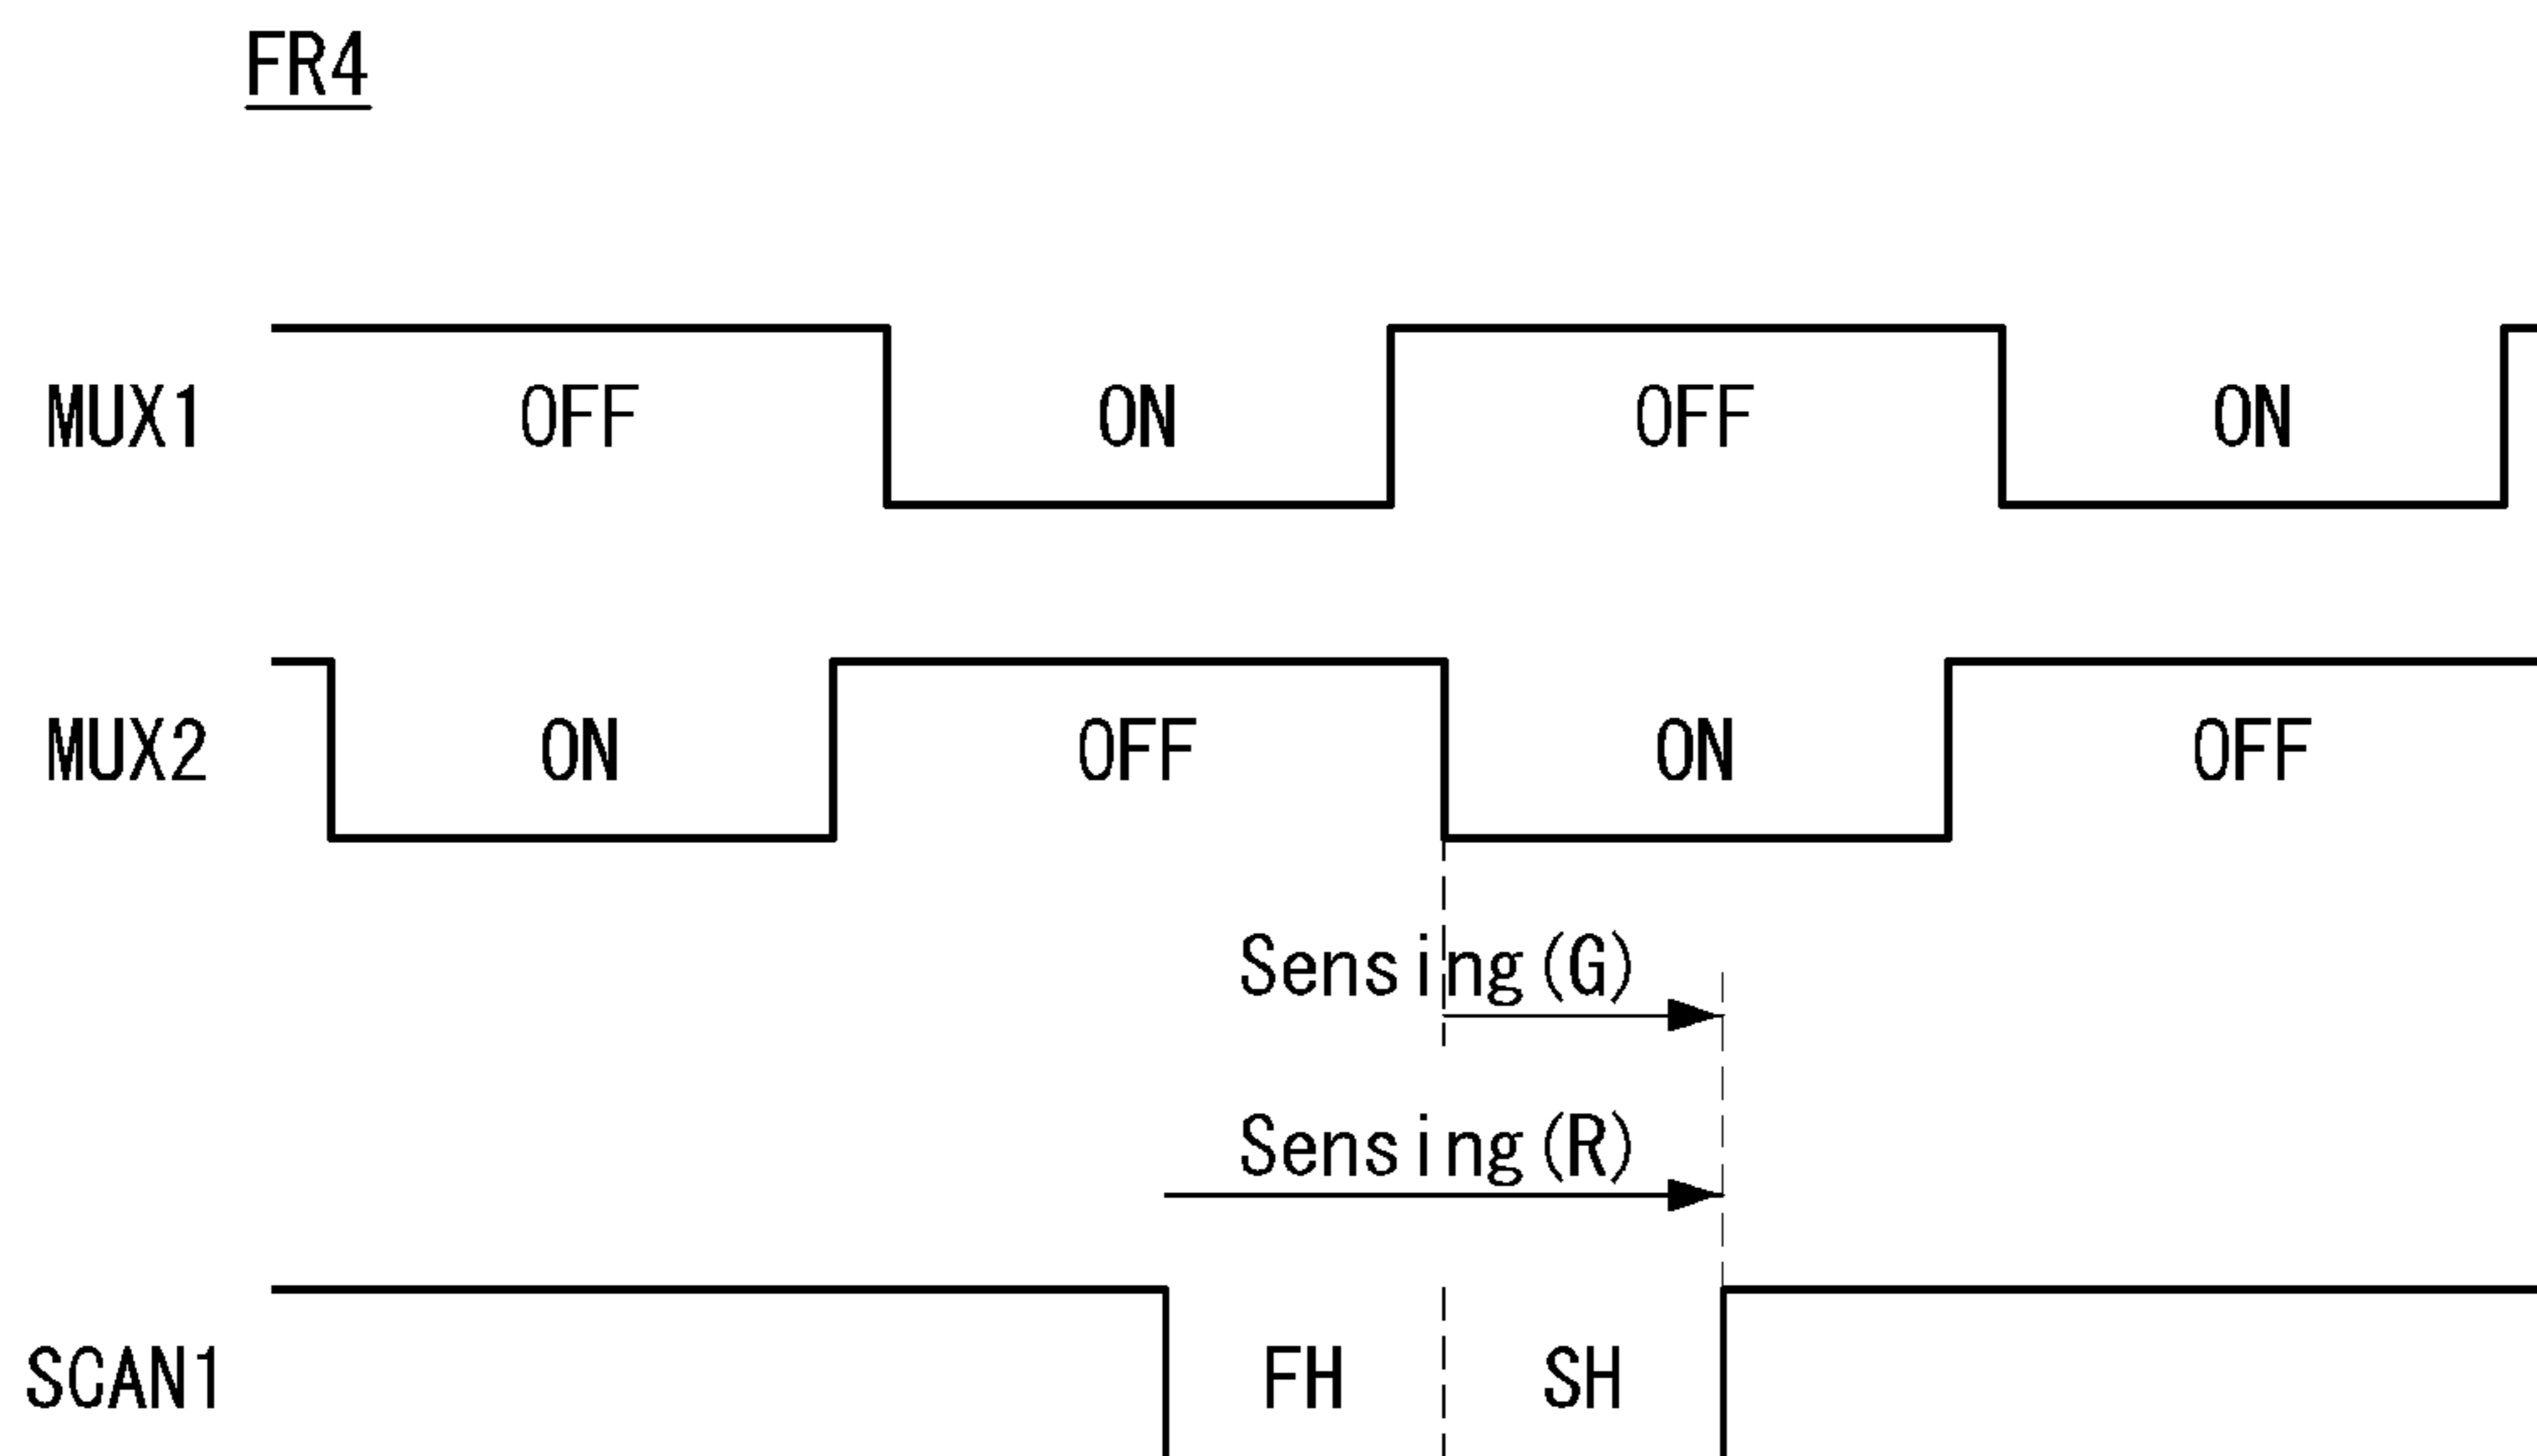 FR4
MUX1 OFF ON OFF ON
MUX2 ON OFF ON OFF
Sensing(G)
Sensing(R)
SCAN1 FH SH